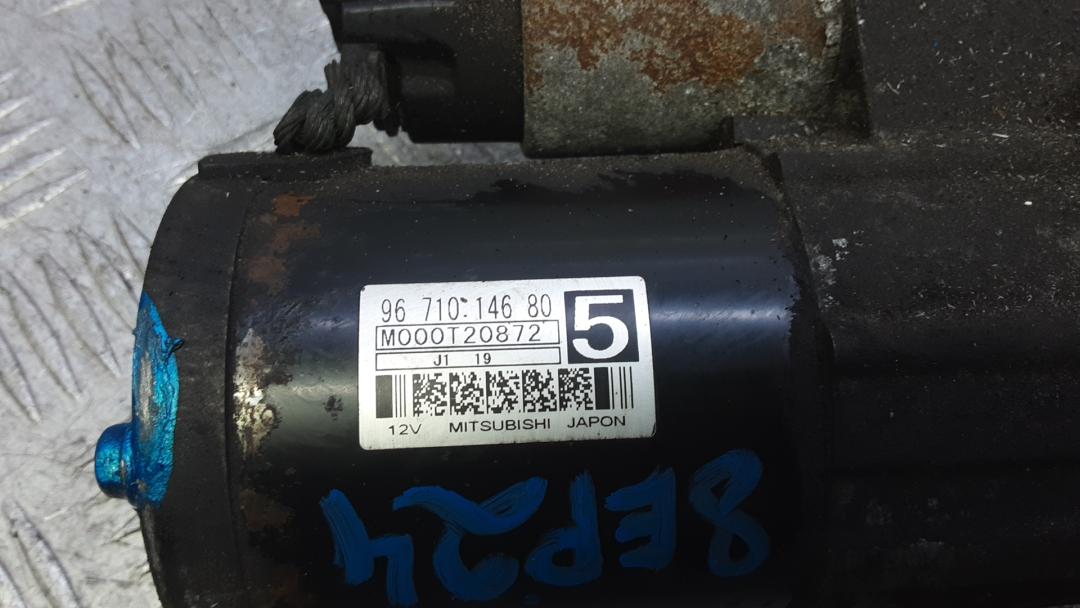 96 710 146 80
5
M000T20872
J1 19
12V MITSUBISHI JAPON
8EP24